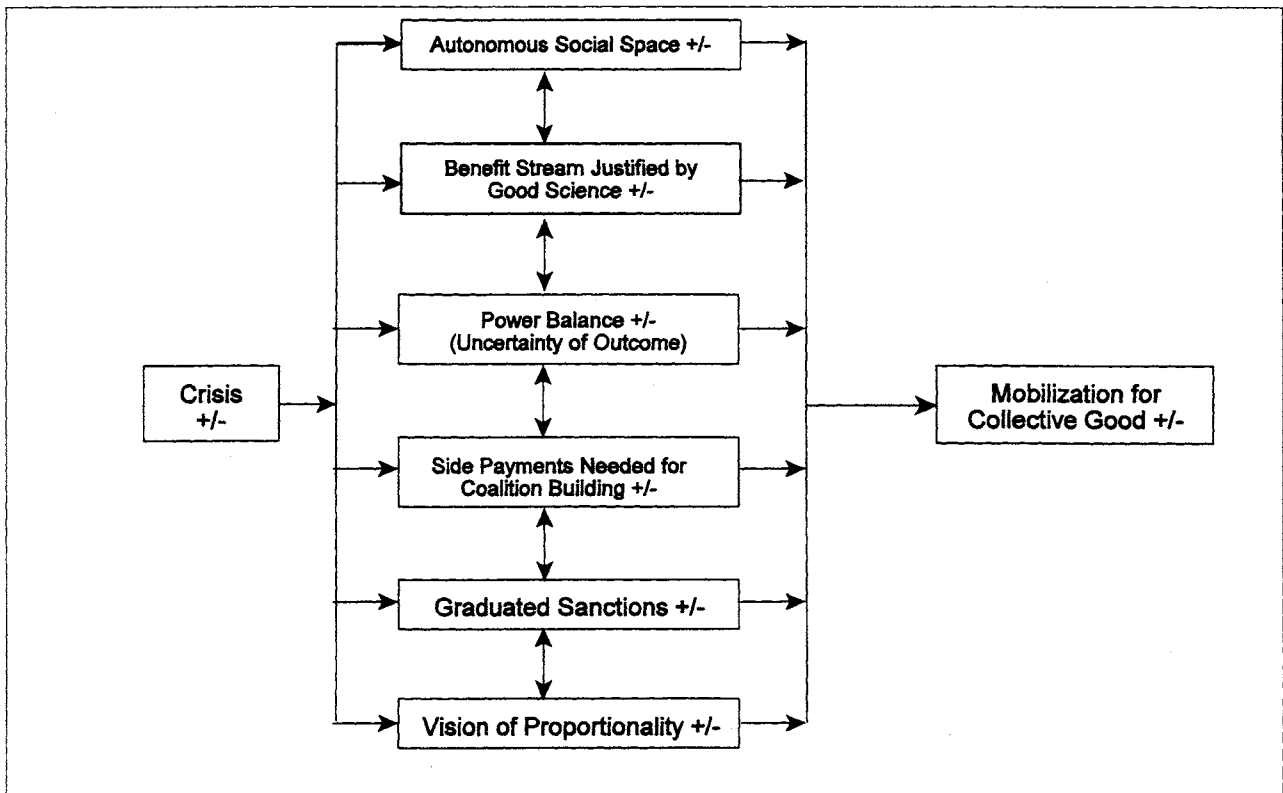 Autonomous Social Space +/-
Benefit Stream Justified by
Good Science +/-
Power Balance +/-
(Uncertainty of Outcome)
Crisis
+/-
Mobilization for
Collective Good +/-
Side Payments Needed for
Coalition Building +/-
Graduated Sanctions +/-
Vision of Proportionality +/-